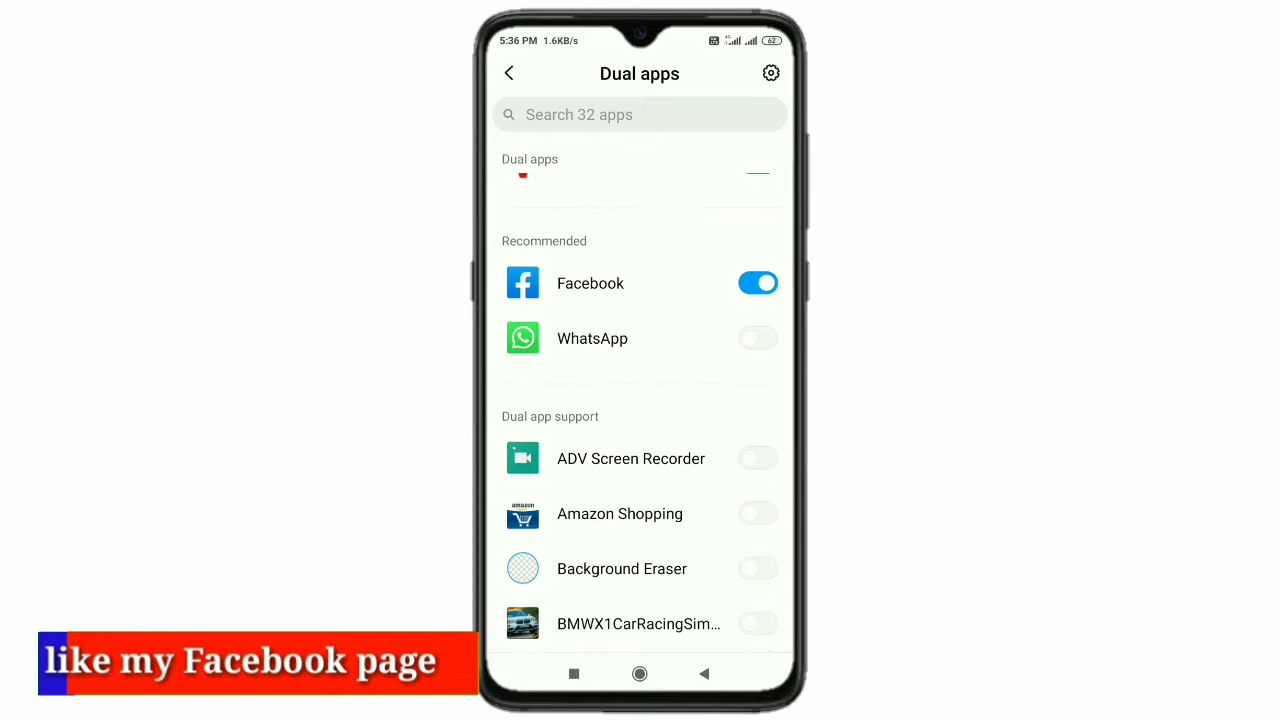 5:36 PM 1.6KB/s
62
Dual apps
Search 32 apps
Dual apps
Recommended
Facebook
WhatsApp
Dual app support
ADV Screen Recorder
amazon
Amazon Shopping
Background Eraser
BMWX1CarRacingSim...
like my Facebook page